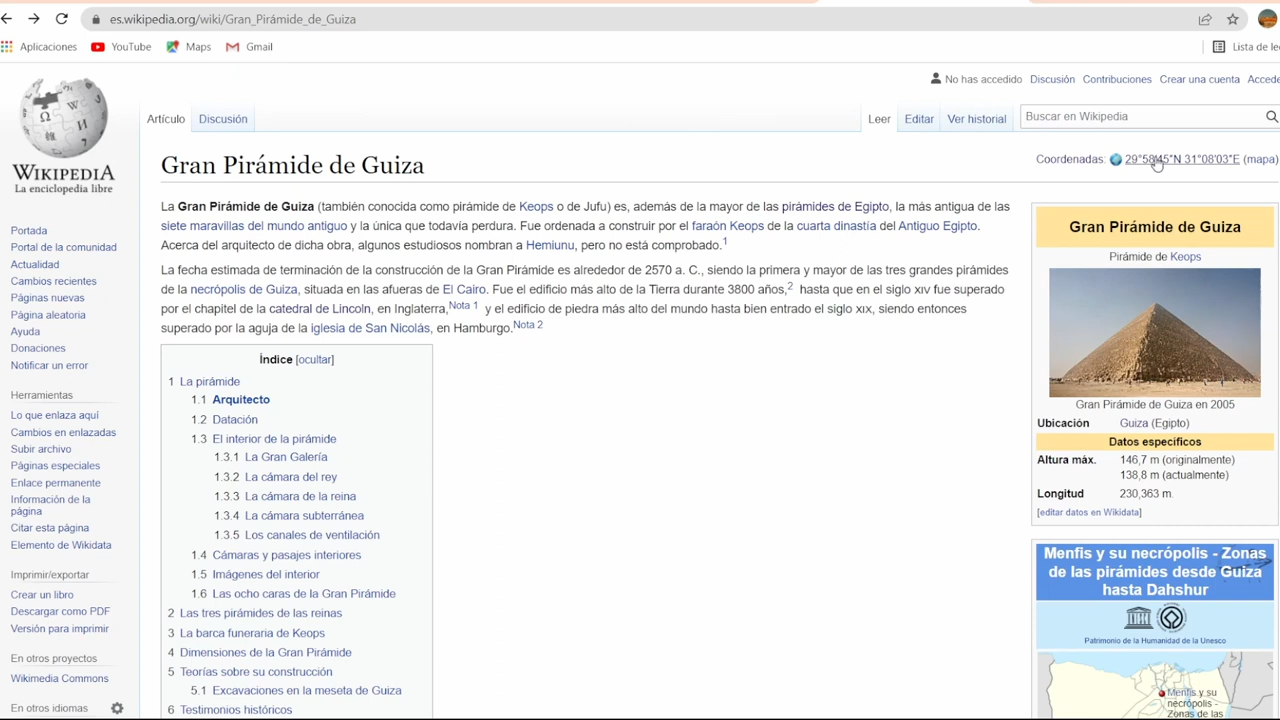 es.wikipedia.org/wiki/Gran_Pirámide_de_Guiza
Aplicaciones YouTube Maps Gmail Lista de le
No ha accedido Discusión Contribuciones Crear una cuenta Accede
Artículo Discusión Leer Editar Ver historial Buscar en Wikipedia
WIKIPEDIA
La enciclopedia libre
Gran Pirámide de Guiza
Coordenadas: 29°58′45″N 31°08′03″E (mapa)
La Gran Pirámide de Guiza (también conocida como pirámide de Keops o de Jufu) es, además de la mayor de las pirámides de Egipto, la más antigua de las
siete maravillas del mundo antiguo y la única que todavía perdura. Fue ordenada a construir por el faraón Keops de la cuarta dinastía del Antiguo Egipto.
Acerca del arquitecto de dicha obra, algunos estudiosos nombran a Hemiunu, pero no está comprobado.1
La fecha estimada de terminación de la construcción de la Gran Pirámide es alrededor de 2570 a. C., siendo la primera y mayor de las tres grandes pirámides
de la necrópolis de Guiza, situada en las afueras de El Cairo. Fue el edificio más alto de la Tierra durante 3800 años,2 hasta que en el siglo XIV fue superado
por el chapitel de la catedral de Lincoln, en Inglaterra,Nota 1 y el edificio de piedra más alto del mundo hasta bien entrado el siglo XIX, siendo entonces
superado por la aguja de la iglesia de San Nicolás, en Hamburgo.Nota 2
Índice [ocultar]
1 La pirámide
1.1 Arquitecto
1.2 Datación
1.3 El interior de la pirámide
1.3.1 La Gran Galería
1.3.2 La cámara del rey
1.3.3 La cámara de la reina
1.3.4 La cámara subterránea
1.3.5 Los canales de ventilación
1.4 Cámaras y pasajes interiores
1.5 Imágenes del interior
1.6 Las ocho caras de la Gran Pirámide
2 Las tres pirámides de las reinas
3 La barca funeraria de Keops
4 Dimensiones de la Gran Pirámide
5 Teorías sobre su construcción
5.1 Excavaciones en la meseta de Guiza
6 Testimonios históricos
Portada
Portal de la comunidad
Actualidad
Cambios recientes
Páginas nuevas
Página aleatoria
Ayuda
Donaciones
Notificar un error
Herramientas
Lo que enlaza aquí
Cambios en enlazadas
Subir archivo
Páginas especiales
Enlace permanente
Información de la
página
Citar esta página
Elemento de Wikidata
Imprimir/exportar
Crear un libro
Descargar como PDF
Versión para imprimir
En otros proyectos
Wikimedia Commons
En otros idiomas
Gran Pirámide de Guiza
Pirámide de Keops
Gran Pirámide de Guiza en 2005
Ubicación Guiza (Egipto)
Datos específicos
Altura máx. 146,7 m (originalmente)
138,8 m (actualmente)
Longitud 230,363 m.
[editar datos en Wikidata]
Menfis y su necrópolis - Zonas
de las pirámides desde Guiza
hasta Dahshur
Patrimonio de la Humanidad de la Unesco
Menfis y su
necrópolis -
Zonas de las